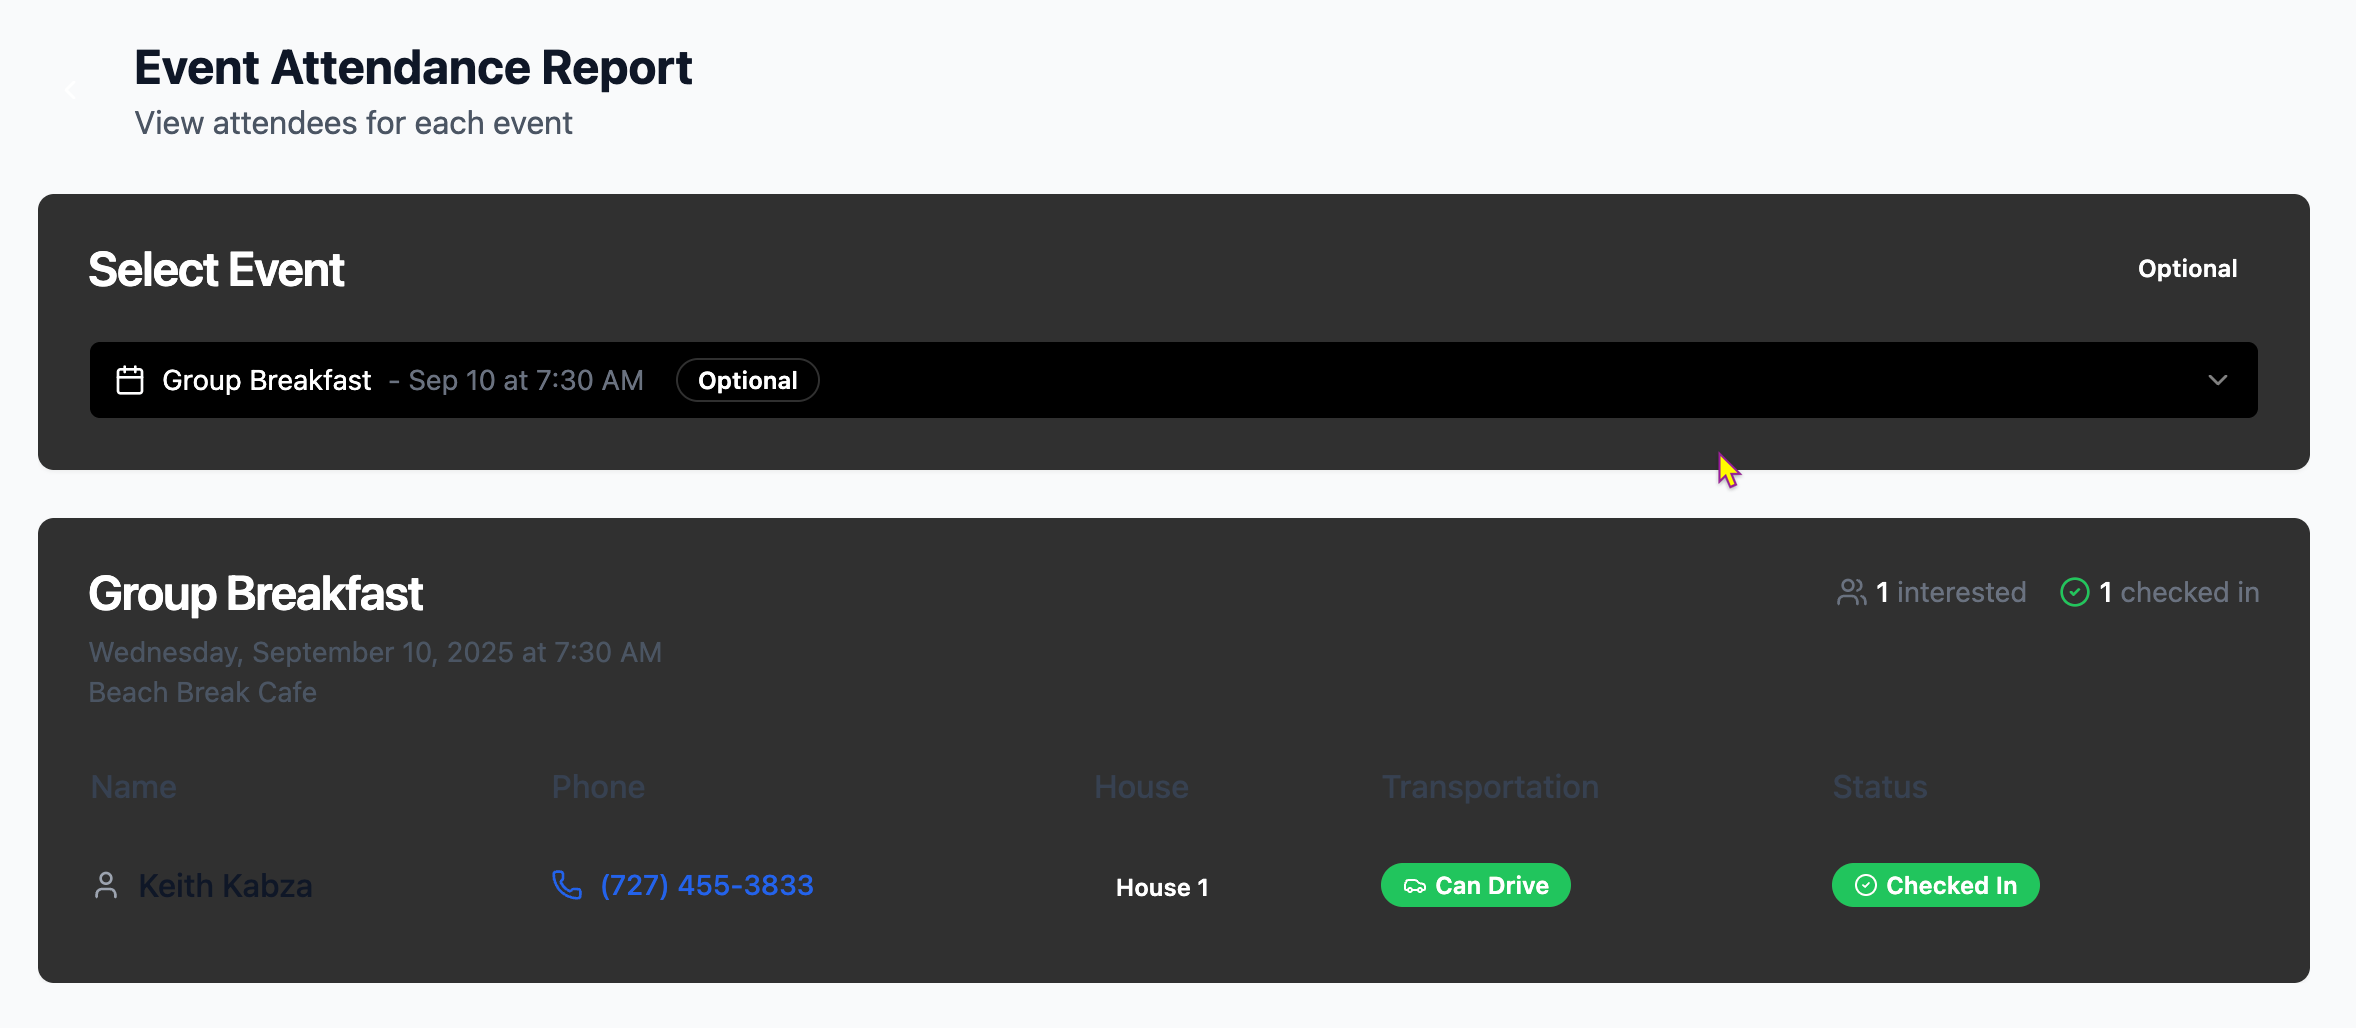 Event Attendance Report
View attendees for each event
Select Event
Optional
Group Breakfast - Sep 10 at 7:30 AM Optional
Group Breakfast
1 interested 1 checked in
Wednesday, September 10, 2025 at 7:30 AM
Beach Break Cafe
Name Phone House Transportation Status
Keith Kabza (727) 455-3833 House 1 Can Drive Checked In